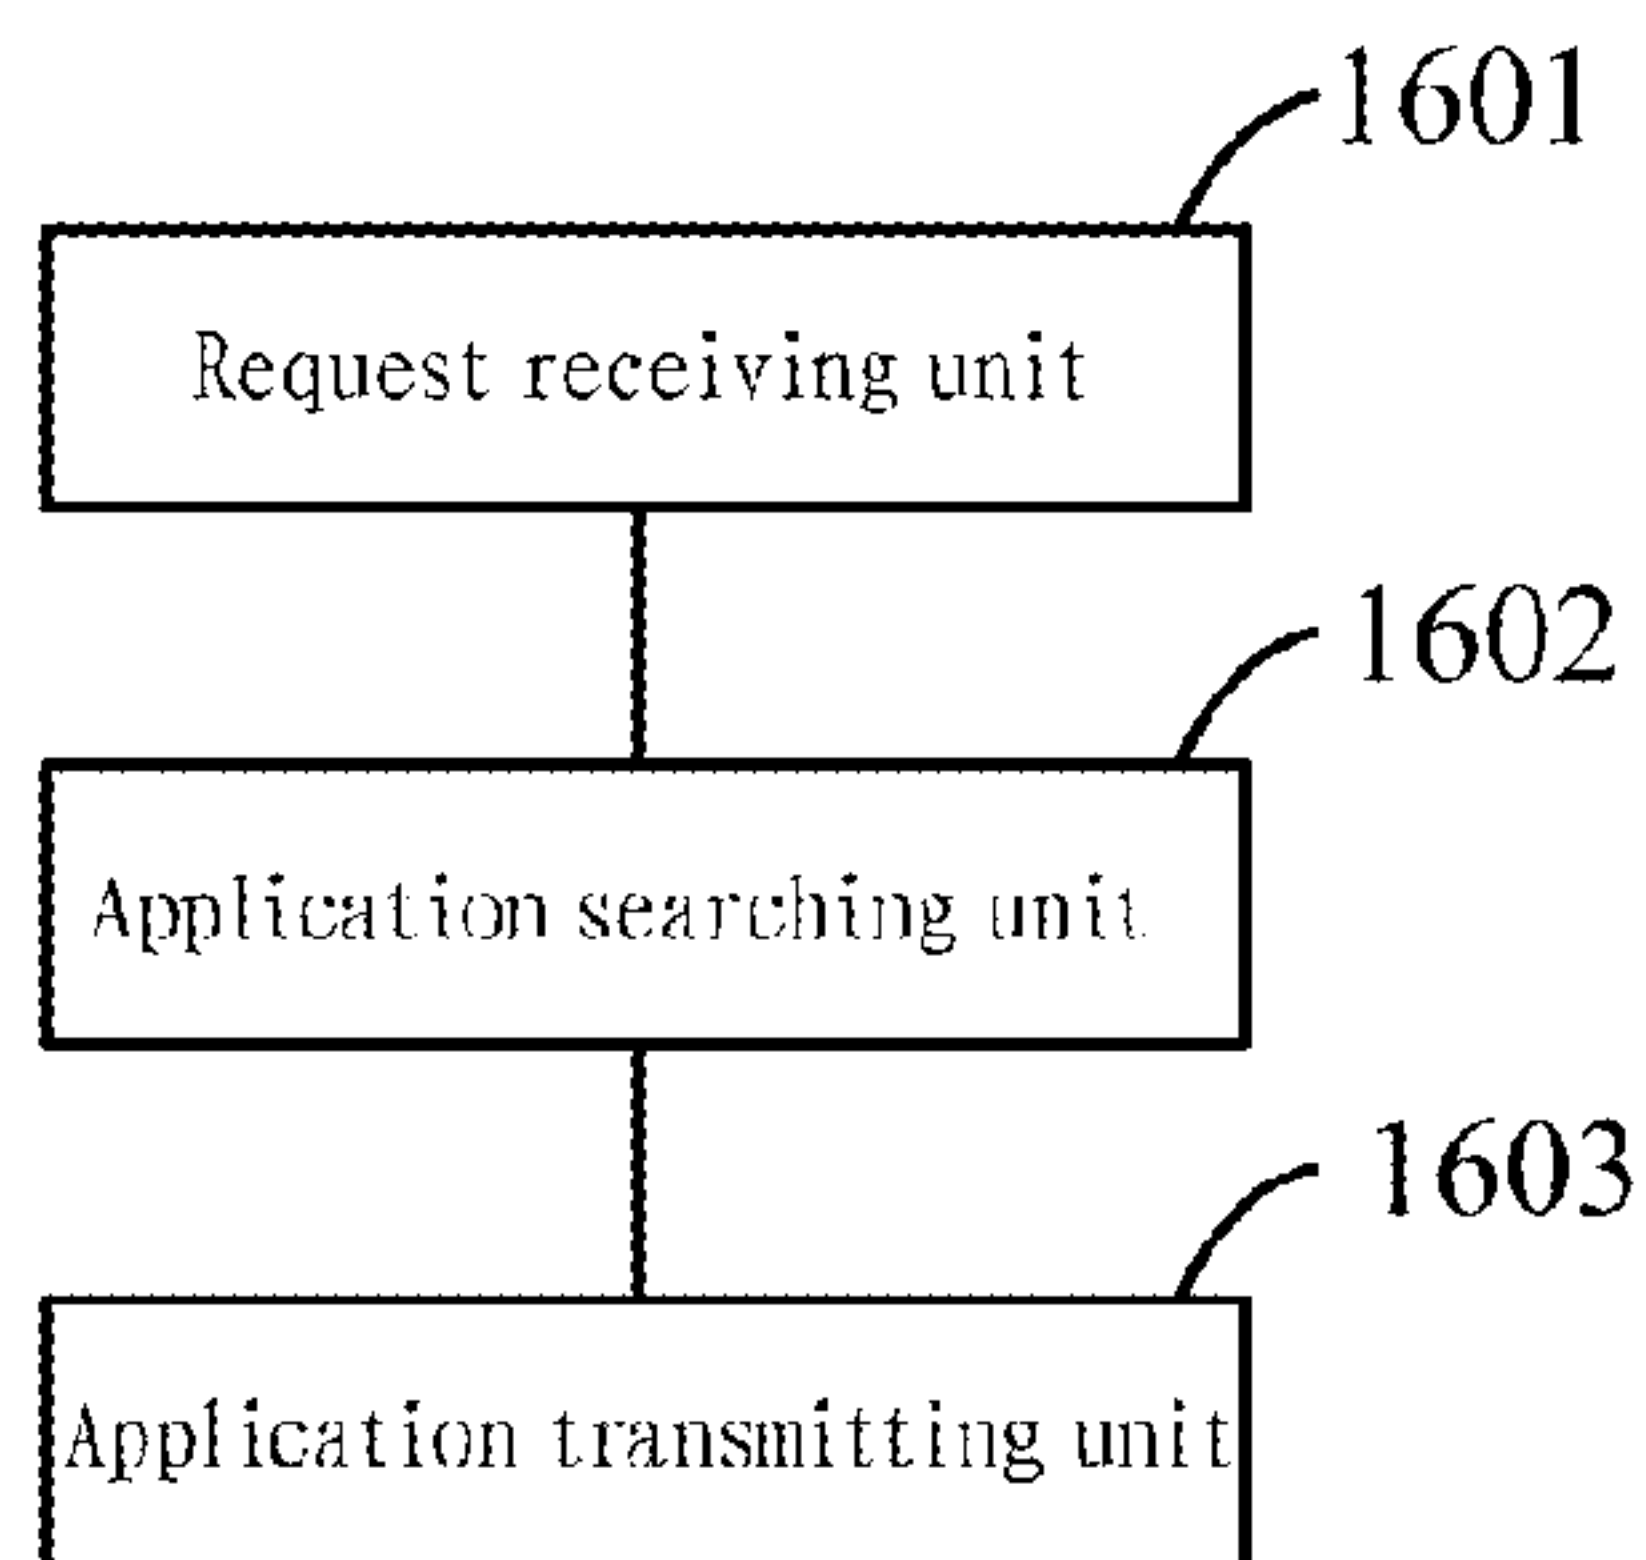 1601
Request receiving unit
1602
Application searching unit
1603
Application transmitting unit